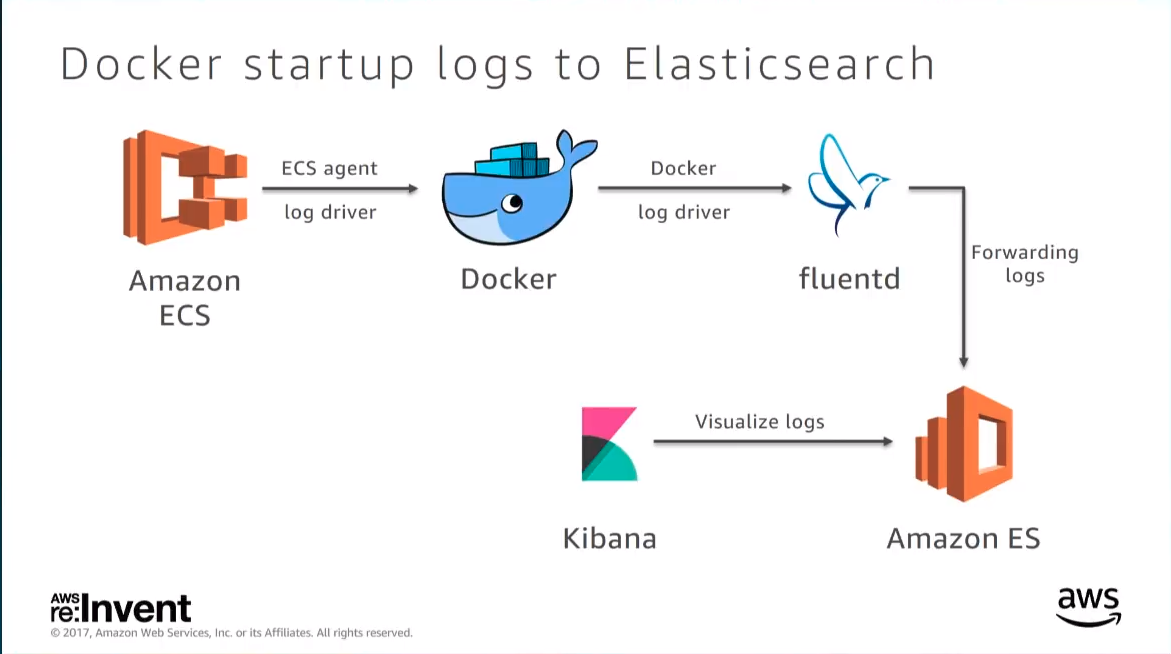 Docker startup logs to Elasticsearch
ECS agent
log driver
Docker
log driver
Amazon
ECS
Docker
fluentd
Forwarding
logs
Visualize logs
Kibana
Amazon ES
AWS
re:Invent
© 2017, Amazon Web Services, Inc. or its Affiliates. All rights reserved.
aws